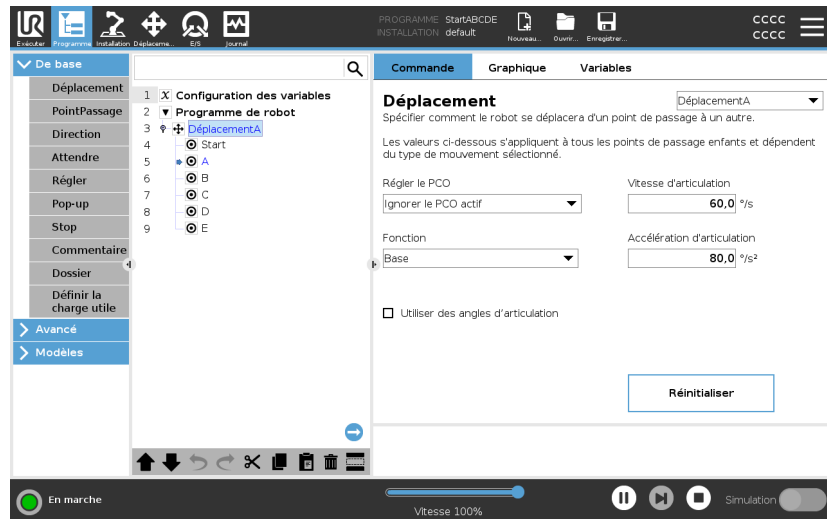 UR
Exécuter
Programme
Installation
Déplaceme...
E/S
Journal
PROGRAMME StartABCDE
INSTALLATION default
Nouveau...
Ouvrir...
Enregistrer...
cccc
cccc
De base
Déplacement
PointPassage
Direction
Attendre
Régler
Pop-up
Stop
Commentaire
Dossier
Définir la
charge utile
Avancé
Modèles
1 X Configuration des variables
2 Programme de robot
3 DéplacementA
4 Start
5 A
6 B
7 C
8 D
9 E
Commande Graphique Variables
Déplacement
DéplacementA
Spécifier comment le robot se déplacera d'un point de passage à un autre.
Les valeurs ci-dessous s'appliquent à tous les points de passage enfants et dépendent
du type de mouvement sélectionné.
Régler le PCO
Vitesse d'articulation
Ignorer le PCO actif
60,0 °/s
Fonction
Accélération d'articulation
Base
80,0 °/s²
Utiliser des angles d'articulation
Réinitialiser
En marche
Vitesse 100%
Simulation